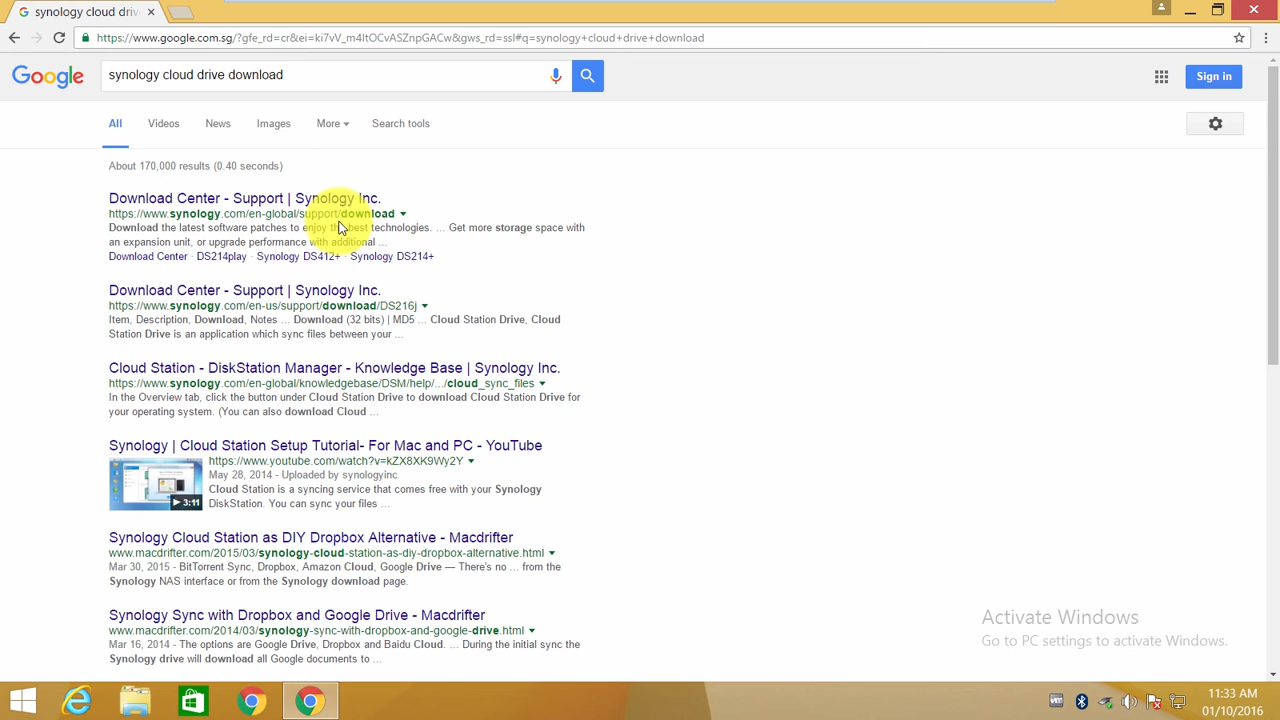 synology cloud driv
https://www.google.com.sg/?gfe_rd=cr&ei=ki7vV_m4ItOCvASZnpGACw&gws_rd=ssl#q=synology+cloud+drive+download
Google
synology cloud drive download
Sign in
All Videos News Images More Search tools
About 170,000 results (0.40 seconds)
Download Center - Support | Synology Inc.
https://www.synology.com/en-global/support/download
Download the latest software patches to enjoy the best technologies. ... Get more storage space with
an expansion unit, or upgrade performance with additional ...
Download Center · DS214play · Synology DS412+ · Synology DS214+
Download Center - Support | Synology Inc.
https://www.synology.com/en-us/support/download/DS216j
Item, Description, Download, Notes ... Download (32 bits) | MD5 ... Cloud Station Drive, Cloud
Station Drive is an application which sync files between your ...
Cloud Station - DiskStation Manager - Knowledge Base | Synology Inc.
https://www.synology.com/en-global/knowledgebase/DSM/help/.../cloud_sync_files
In the Overview tab, click the button under Cloud Station Drive to download Cloud Station Drive for
your operating system. (You can also download Cloud ...
Synology | Cloud Station Setup Tutorial- For Mac and PC - YouTube
https://www.youtube.com/watch?v=kZX8XK9Wy2Y
May 28, 2014 - Uploaded by synologyinc
Cloud Station is a syncing service that comes free with your Synology
DiskStation. You can sync your files ...
3:11
Synology Cloud Station as DIY Dropbox Alternative - Macdrifter
www.macdrifter.com/2015/03/synology-cloud-station-as-diy-dropbox-alternative.html
Mar 30, 2015 - BitTorrent Sync, Dropbox, Amazon Cloud, Google Drive — There's no ... from the
Synology NAS interface or from the Synology download page.
Synology Sync with Dropbox and Google Drive - Macdrifter
www.macdrifter.com/2014/03/synology-sync-with-dropbox-and-google-drive.html
Mar 16, 2014 - The options are Google Drive, Dropbox and Baidu Cloud. ... During the initial sync the
Synology drive will download all Google documents to ...
Activate Windows
Go to PC settings to activate Windows.
11:33 AM
01/10/2016